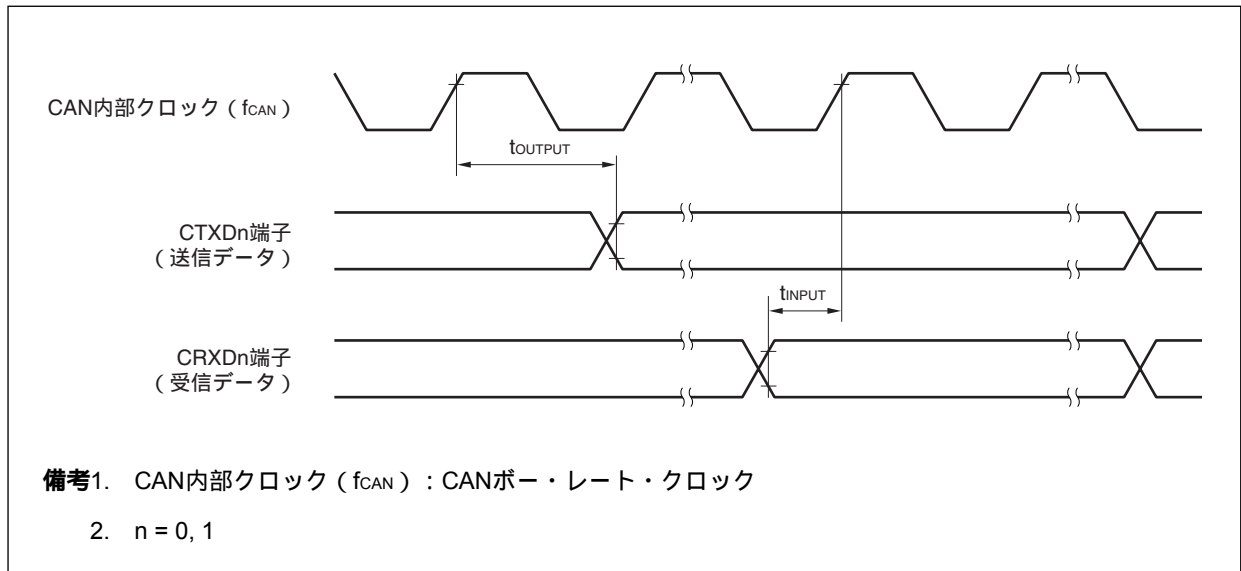 CAN内部クロック（fCAN）
tOUTPUT
CTXDn端子
（送信データ）
tINPUT
CRXDn端子
（受信データ）
備考1. CAN内部クロック（fCAN）：CANボー・レート・クロック
2. n = 0, 1